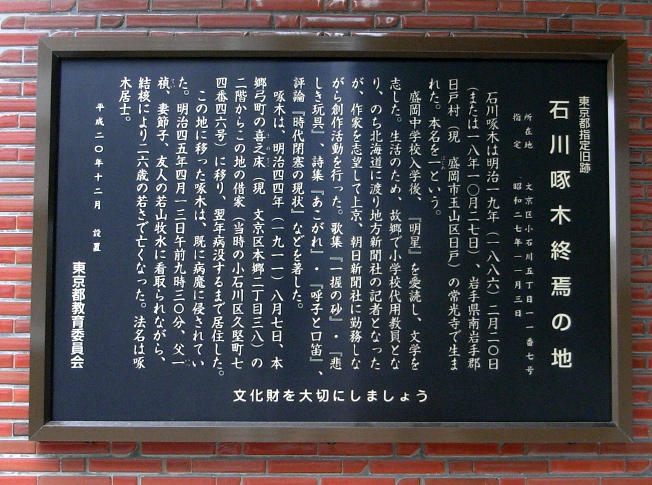 東京都指定旧跡
石川啄木終焉の地
所在地 文京区小石川五丁目一一番七号
指定 昭和二七年一一月三日
石川啄木は明治一九年（一八八六）二月二〇日
（または一八年一〇月二七日）、岩手県南岩手郡
日戸村（現 盛岡市玉山区日戸）の常光寺で生ま
れた。本名を一という。
盛岡中学校入学後、『明星』を愛読し、文学を
志した。生活のため、故郷で小学校代用教員とな
り、のち北海道に渡り地方新聞社の記者となった
が、作家を志望して上京、朝日新聞社に勤務しな
がら創作活動を行った。歌集『一握の砂』・『悲
しき玩具』、詩集『あこがれ』・『呼子と口笛』、
評論『時代閉塞の現状』などを著した。
啄木は、明治四四年（一九一一）八月七日、本
郷弓町の喜之床（現 文京区本郷二丁目三八）の
二階からこの地の借家（当時の小石川区久堅町七
四番四六号）に移り、翌年病没するまで居住した。
この地に移った啄木は、既に病魔に侵されてい
た。明治四五年四月一三日午前九時三〇分、父一
禎、妻節子、友人の若山牧水に看取られながら、
結核により二六歳の若さで亡くなった。法名は啄
木居士。
平成二〇年十二月 設置
東京都教育委員会
文化財を大切にしましょう